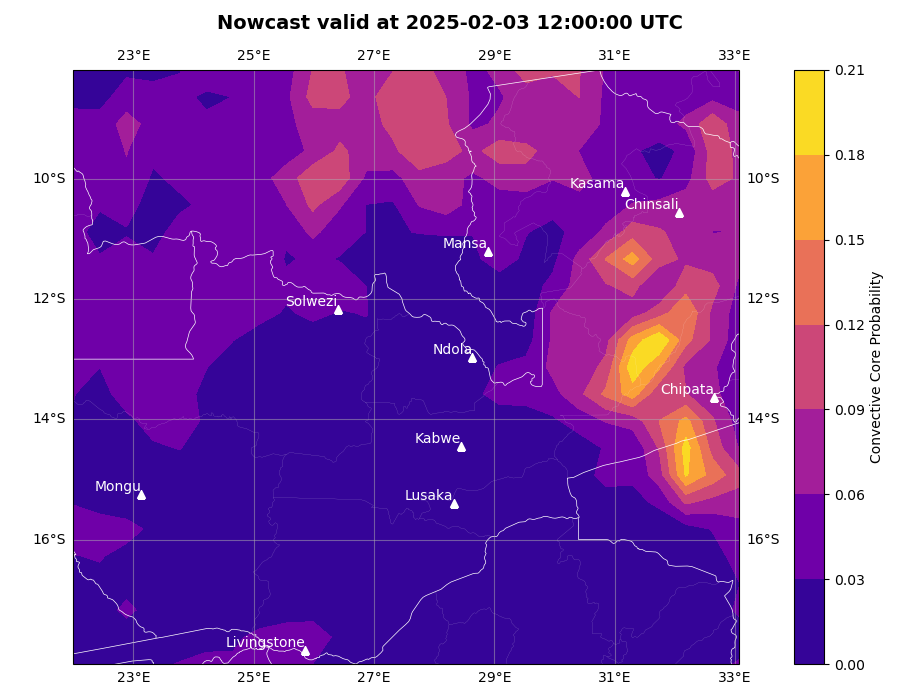 Nowcast valid at 2025-02-03 12:00:00 UTC
23°E 25°E 27°E 29°E 31°E 33°E
0.21
0.18
10°S 10°S
Kasama
Chinsali
0.15
Mansa
12°S 12°S
Solwezi
0.12
Ndola
Chipata
0.09
14°S 14°S
Kabwe
Mongu
Lusaka
0.06
16°S 16°S
0.03
Livingstone
0.00
23°E 25°E 27°E 29°E 31°E 33°E
Convective Core Probability